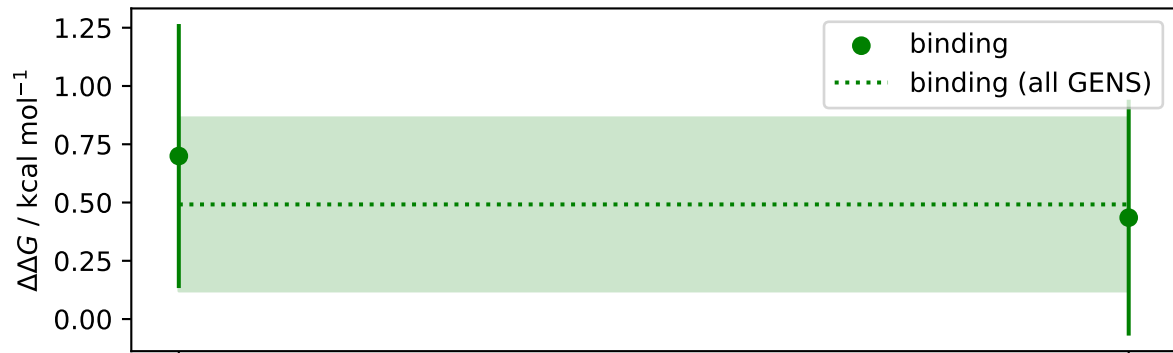 ΔΔG / kcal mol⁻¹
1.25
1.00
0.75
0.50
0.25
0.00
binding
binding (all GENS)